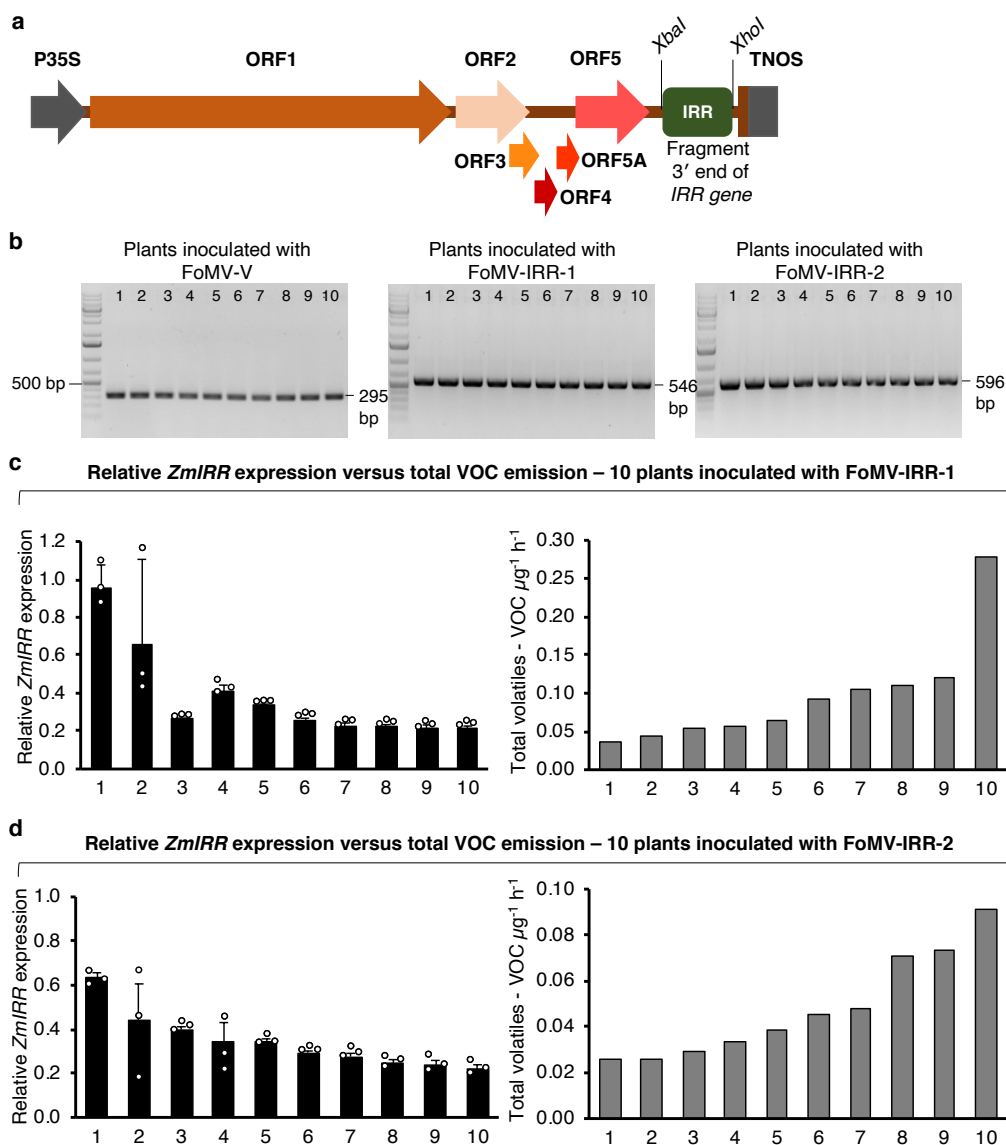 a
P35S ORF1 ORF2 ORF5 XbaI XhoI TNOS
IRR
ORF3 ORF5A
ORF4
Fragment
3′ end of
IRR gene
b
Plants inoculated with
FoMV-V
1 2 3 4 5 6 7 8 9 10
500 bp
295
bp
Plants inoculated with
FoMV-IRR-1
1 2 3 4 5 6 7 8 9 10
546
bp
Plants inoculated with
FoMV-IRR-2
1 2 3 4 5 6 7 8 9 10
596
bp
c
Relative ZmIRR expression versus total VOC emission – 10 plants inoculated with FoMV-IRR-1
Relative ZmIRR expression
1.2
1.0
0.8
0.6
0.4
0.2
0.0
1 2 3 4 5 6 7 8 9 10
Total volatiles - VOC µg⁻¹ h⁻¹
0.30
0.25
0.20
0.15
0.10
0.05
0.00
1 2 3 4 5 6 7 8 9 10
d
Relative ZmIRR expression versus total VOC emission – 10 plants inoculated with FoMV-IRR-2
Relative ZmIRR expression
1.0
0.8
0.6
0.4
0.2
0.0
1 2 3 4 5 6 7 8 9 10
Total volatiles - VOC µg⁻¹ h⁻¹
0.10
0.08
0.06
0.04
0.02
0.00
1 2 3 4 5 6 7 8 9 10